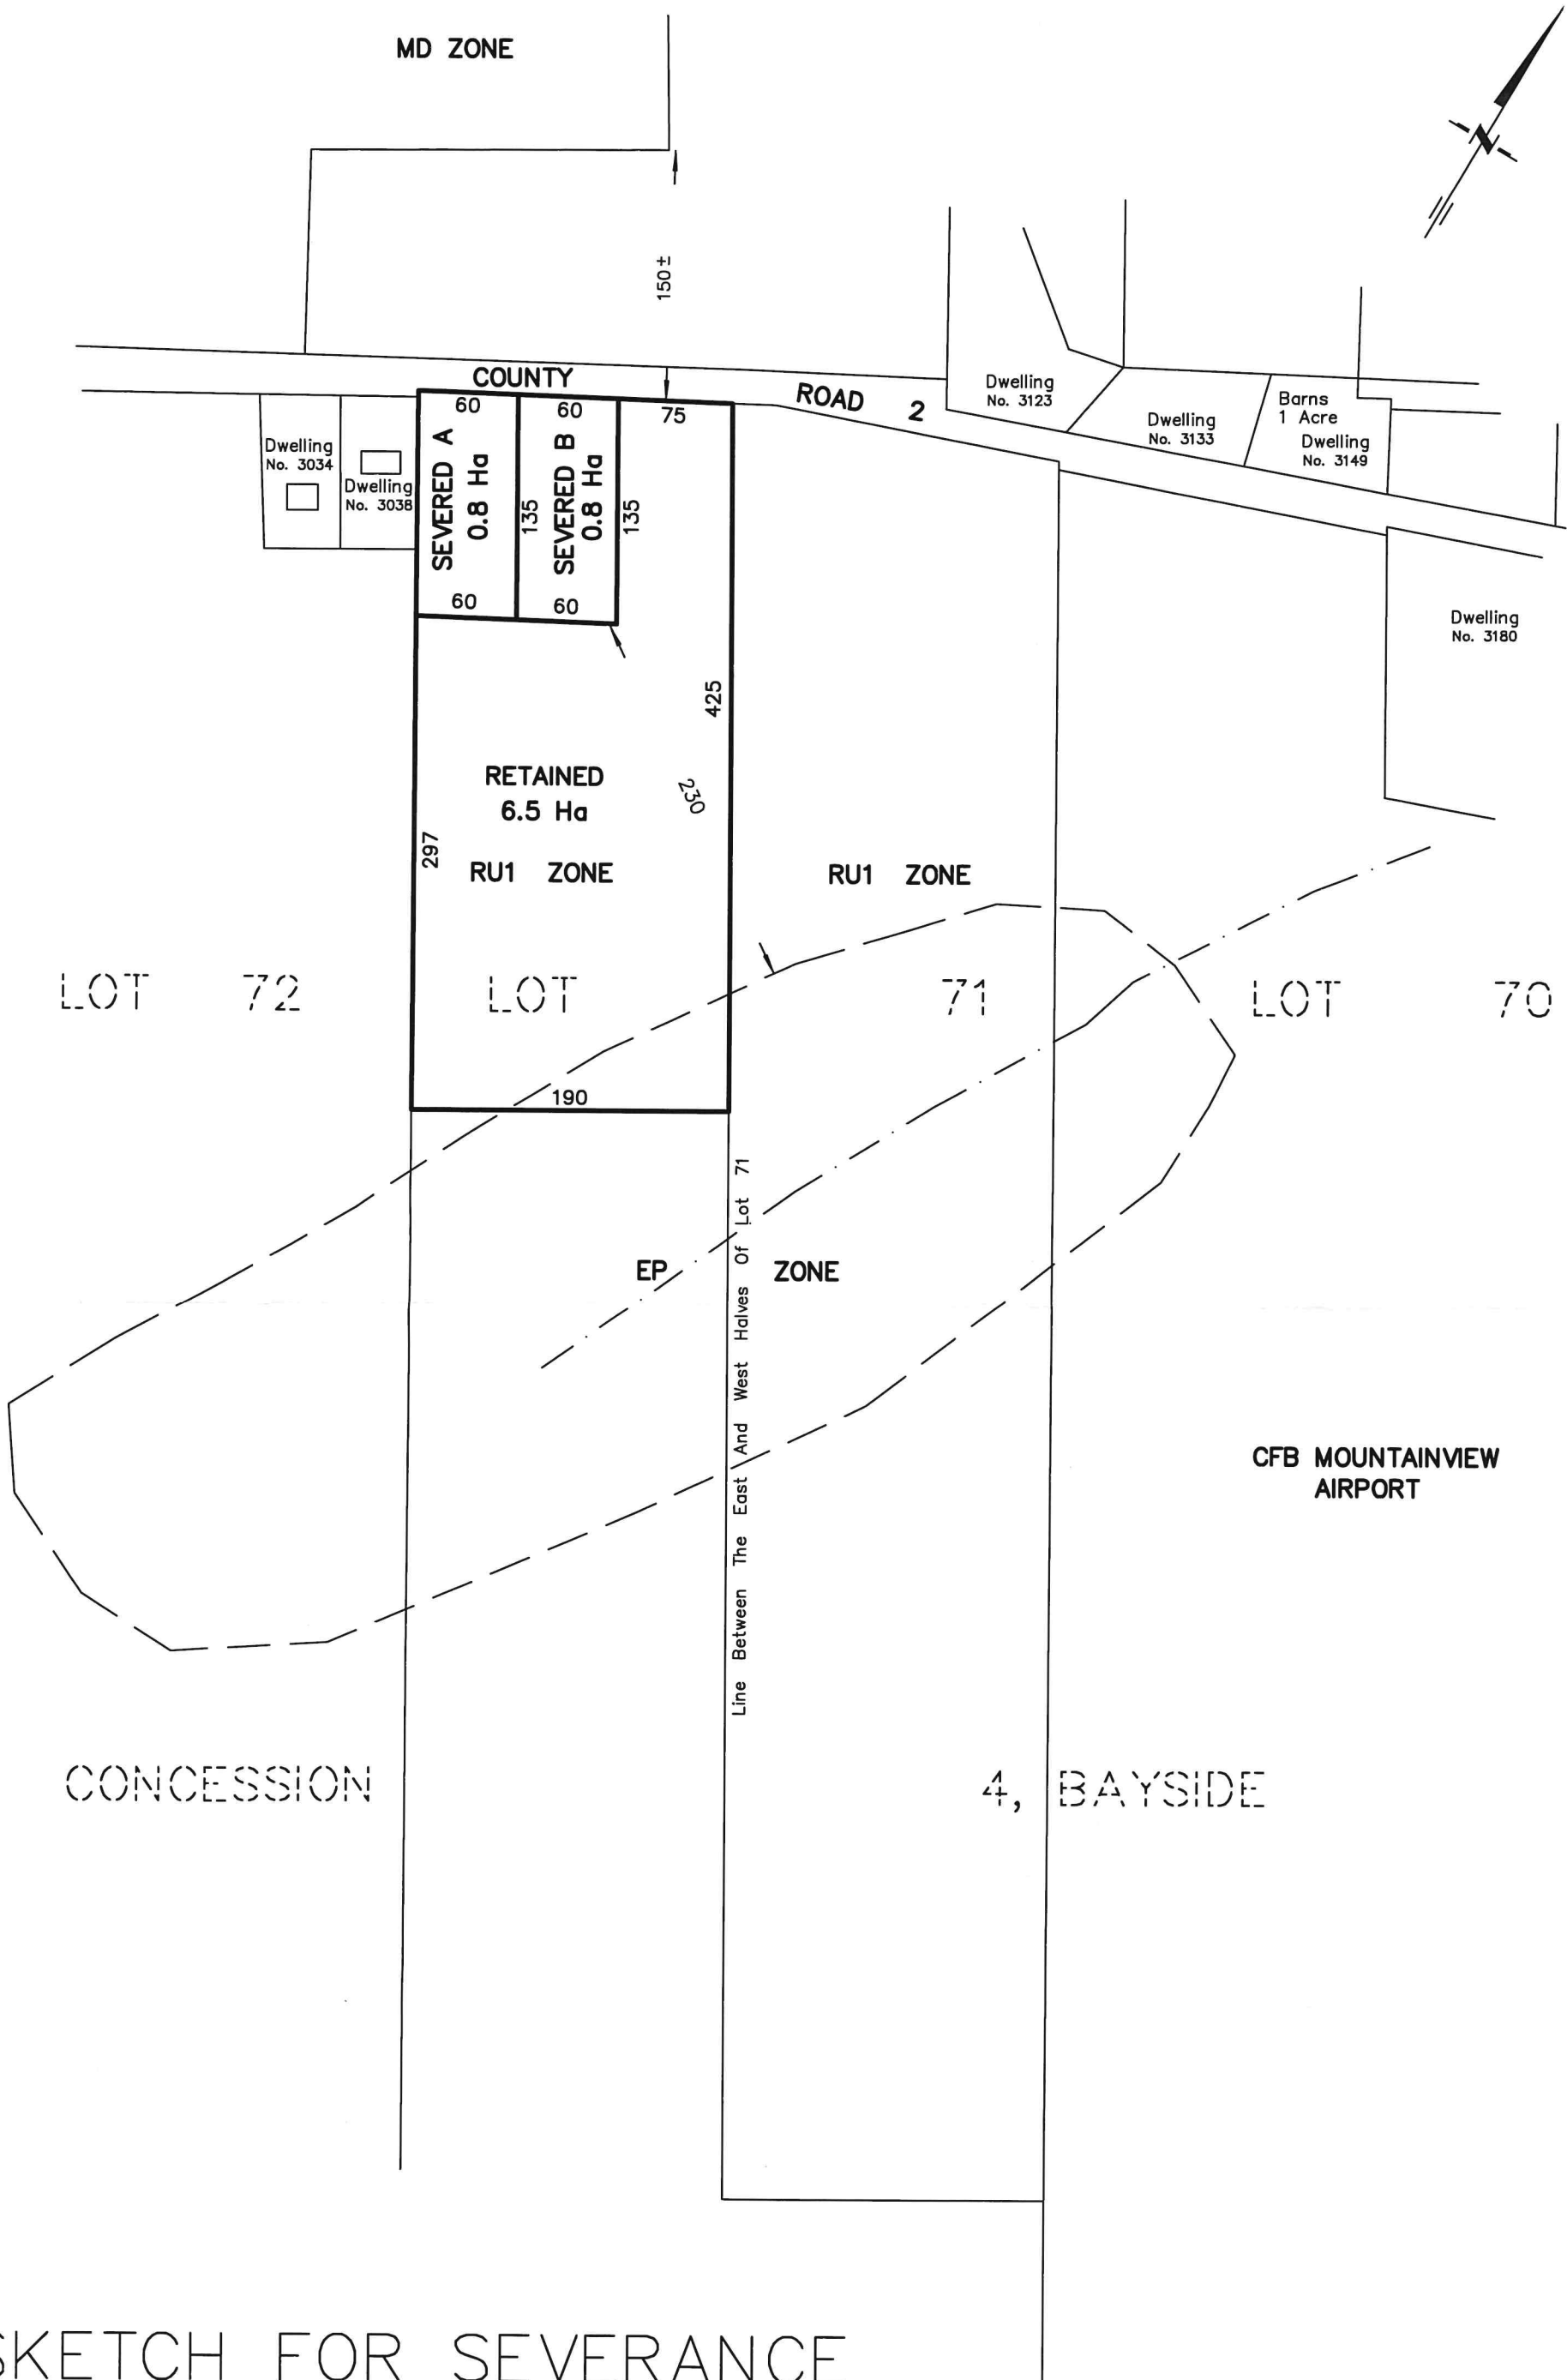 MD ZONE
N
150±
COUNTY ROAD 2
60
60
75
Dwelling
No. 3123
Dwelling
No. 3133
Barns
1 Acre
Dwelling
No. 3149
Dwelling
No. 3034
Dwelling
No. 3038
SEVERED A
0.8 Ha
135
SEVERED B
0.8 Ha
135
60
60
Dwelling
No. 3180
425
RETAINED
6.5 Ha
230
297
RU1 ZONE
RU1 ZONE
LOT 72
LOT 71
LOT 70
190
Line Between The East And West Halves Of Lot 71
EP ZONE
CFB MOUNTAINVIEW
AIRPORT
CONCESSION 4, BAYSIDE
SKETCH FOR SEVERANCE